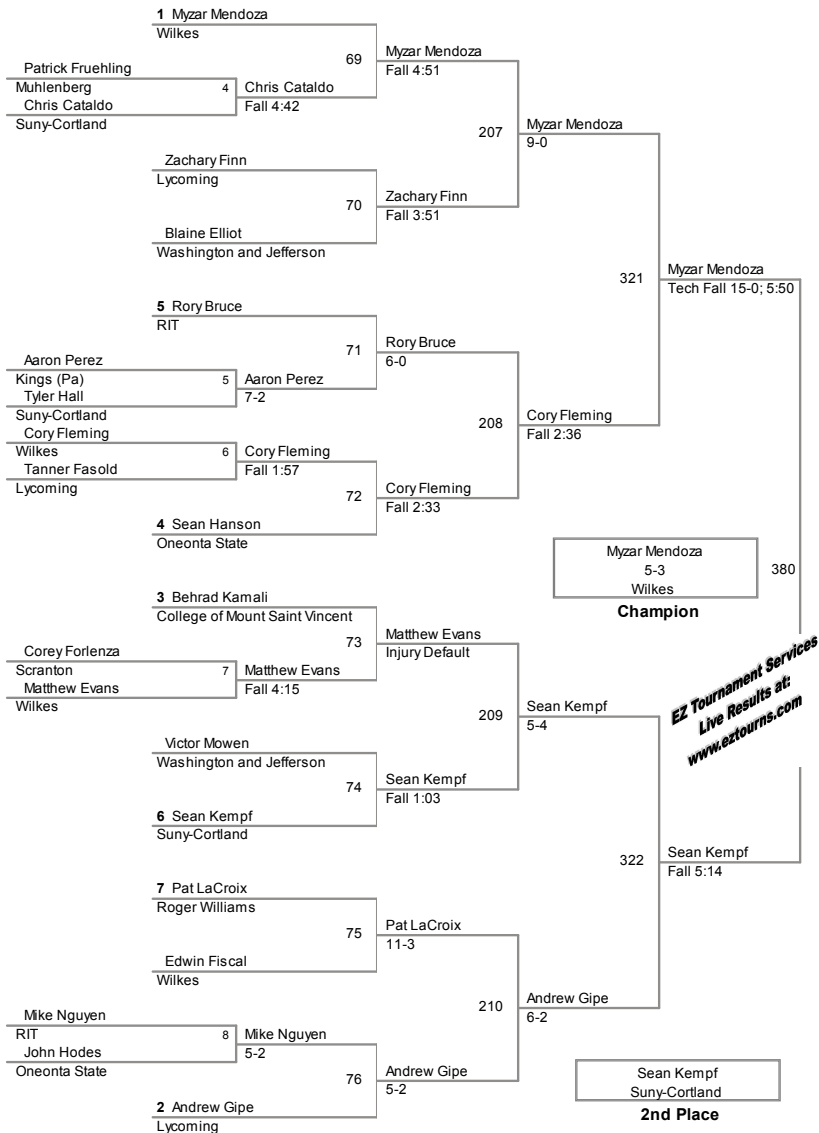 1 Myzar Mendoza
Wilkes
69
Myzar Mendoza
Fall 4:51
Patrick Fruehling
Muhlenberg
4
Chris Cataldo
Fall 4:42
Chris Cataldo
Suny-Cortland
207
Myzar Mendoza
9-0
Zachary Finn
Lycoming
70
Zachary Finn
Fall 3:51
Blaine Elliot
Washington and Jefferson
321
Myzar Mendoza
Tech Fall 15-0; 5:50
5 Rory Bruce
RIT
71
Rory Bruce
6-0
Aaron Perez
Kings (Pa)
5
Aaron Perez
7-2
Tyler Hall
Suny-Cortland
208
Cory Fleming
Fall 2:36
Cory Fleming
Wilkes
6
Cory Fleming
Fall 1:57
Tanner Fasold
Lycoming
72
Cory Fleming
Fall 2:33
4 Sean Hanson
Oneonta State
Myzar Mendoza
5-3
Wilkes
Champion
380
3 Behrad Kamali
College of Mount Saint Vincent
73
Matthew Evans
Injury Default
Corey Forlenza
Scranton
7
Matthew Evans
Fall 4:15
Matthew Evans
Wilkes
209
Sean Kempf
5-4
EZ Tournament Services
Live Results at:
www.eztourns.com
Victor Mowen
Washington and Jefferson
74
Sean Kempf
Fall 1:03
6 Sean Kempf
Suny-Cortland
322
Sean Kempf
Fall 5:14
7 Pat LaCroix
Roger Williams
75
Pat LaCroix
11-3
Edwin Fiscal
Wilkes
210
Andrew Gipe
6-2
Mike Nguyen
RIT
8
Mike Nguyen
5-2
John Hodes
Oneonta State
76
Andrew Gipe
5-2
2 Andrew Gipe
Lycoming
Sean Kempf
Suny-Cortland
2nd Place